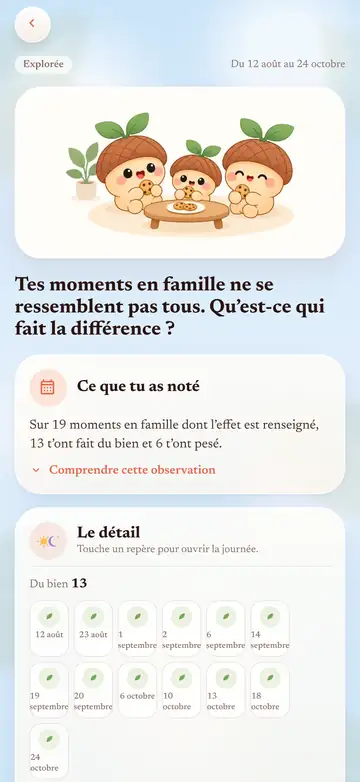 Explorée
Du 12 août au 24 octobre
Tes moments en famille ne se
ressemblent pas tous. Qu’est-ce qui
fait la différence ?
Ce que tu as noté
Sur 19 moments en famille dont l’effet est renseigné,
13 t’ont fait du bien et 6 t’ont pesé.
Comprendre cette observation
Le détail
Touche un repère pour ouvrir la journée.
Du bien 13
12 août
23 août
1
septembre
2
septembre
6
septembre
14
septembre
19
septembre
20
septembre
6 octobre
10
octobre
13
octobre
18
octobre
24
octobre